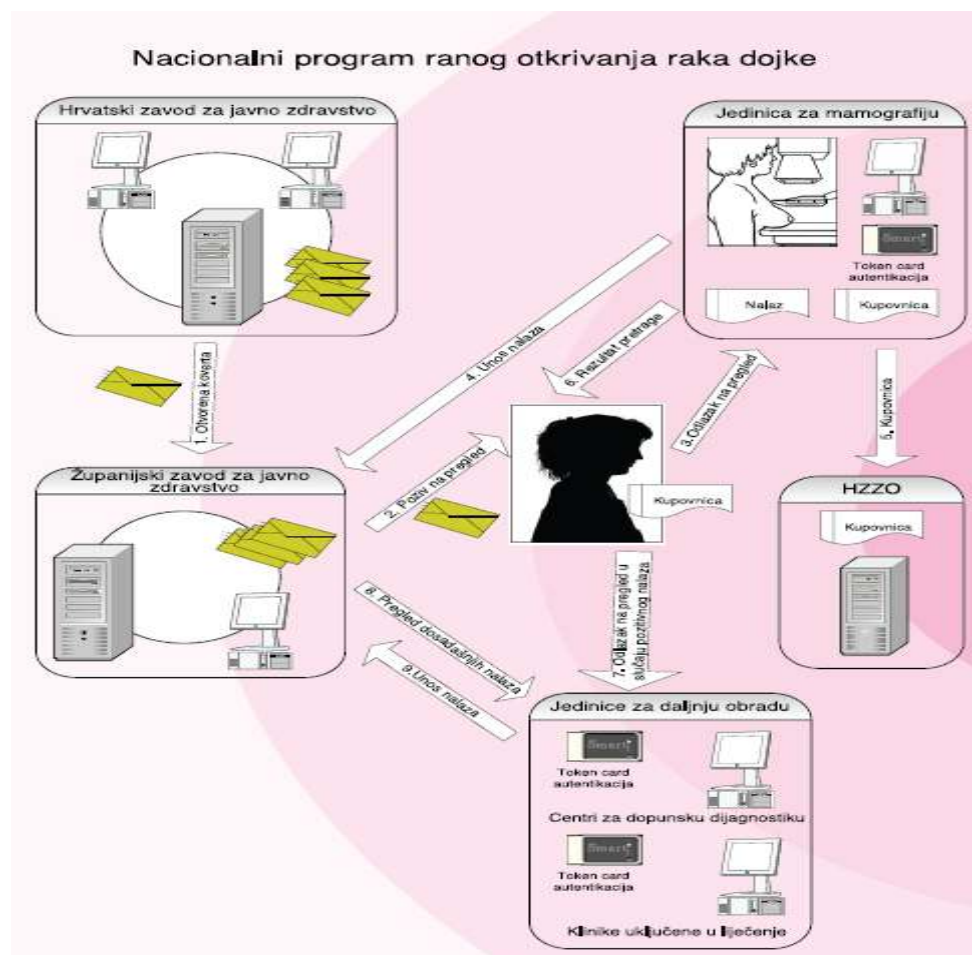 Nacionalni program ranog otkrivanja raka dojke
Hrvatski zavod za javno zdravstvo
Jedinica za mamografiju
Smart
Token card
autentikacija
Nalaz
Kupovnica
1. Otvorena koverta
4. Unos nalaza
6. Rezultat pretrage
3.Odlazak na pregled
5. Kupovnica
Županijski zavod za javno
zdravstvo
2. Poziv na pregled
Kupovnica
HZZO
Kupovnica
8. Pregled dosadašnjih nalaza
9.Unos nalaza
7. Odlazak na pregled u
slučaju pozitivnog nalaza
Jedinice za daljnju obradu
Smart
Token card
autentikacija
Centri za dopunsku dijagnostiku
Smart
Token card
autentikacija
Klinike uključene u liječenje